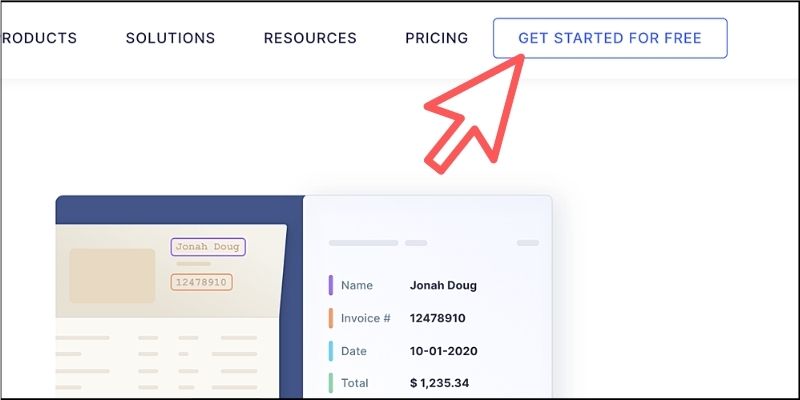 RODUCTS SOLUTIONS RESOURCES PRICING GET STARTED FOR FREE
Jonah Doug
12478910
Name Jonah Doug
Invoice # 12478910
Date 10-01-2020
Total $ 1,235.34